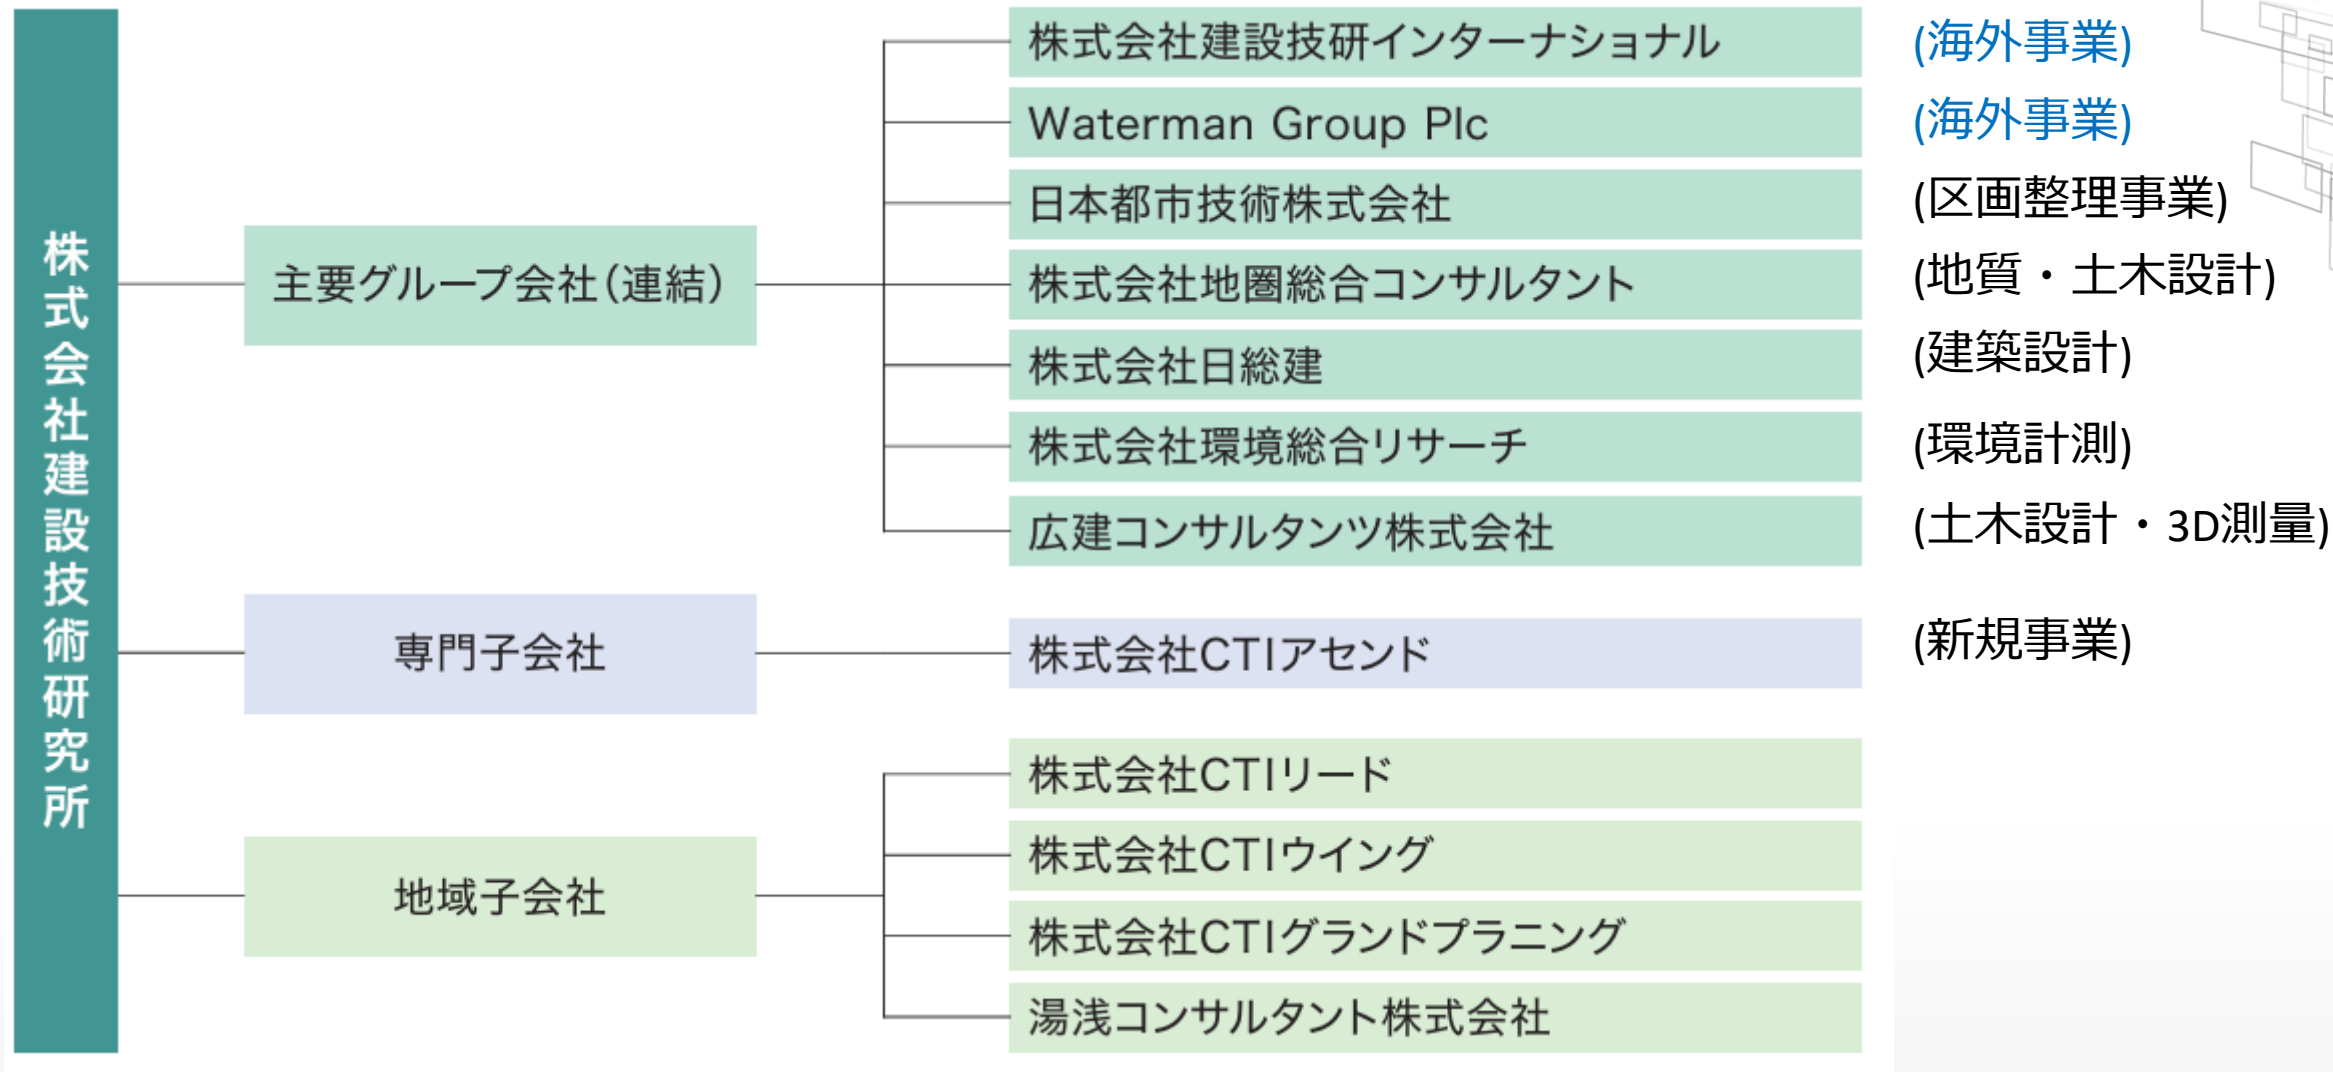 株式会社建設技術研究所
主要グループ会社(連結)
株式会社建設技研インターナショナル
(海外事業)
Waterman Group Plc
(海外事業)
日本都市技術株式会社
(区画整理事業)
株式会社地圏総合コンサルタント
(地質・土木設計)
株式会社日総建
(建築設計)
株式会社環境総合リサーチ
(環境計測)
広建コンサルタンツ株式会社
(土木設計・3D測量)
専門子会社
株式会社CTIアセンド
(新規事業)
地域子会社
株式会社CTIリード
株式会社CTIウイング
株式会社CTIグランドプラニング
湯浅コンサルタント株式会社